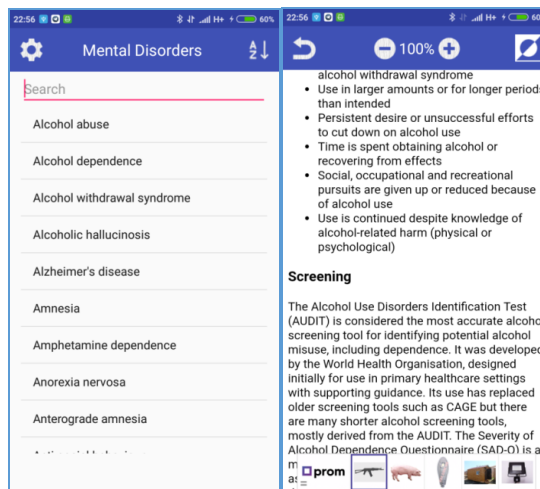 22:56 H+ 60%
Mental Disorders
A
Z
Search
Alcohol abuse
Alcohol dependence
Alcohol withdrawal syndrome
Alcoholic hallucinosis
Alzheimer's disease
Amnesia
Amphetamine dependence
Anorexia nervosa
Anterograde amnesia
22:56 H+ 60%
100%
alcohol withdrawal syndrome
• Use in larger amounts or for longer periods
than intended
• Persistent desire or unsuccessful efforts
to cut down on alcohol use
• Time is spent obtaining alcohol or
recovering from effects
• Social, occupational and recreational
pursuits are given up or reduced because
of alcohol use
• Use is continued despite knowledge of
alcohol-related harm (physical or
psychological)
Screening
The Alcohol Use Disorders Identification Test
(AUDIT) is considered the most accurate alcoho
screening tool for identifying potential alcohol
misuse, including dependence. It was developed
by the World Health Organisation, designed
initially for use in primary healthcare settings
with supporting guidance. Its use has replaced
older screening tools such as CAGE but there
are many shorter alcohol screening tools,
mostly derived from the AUDIT. The Severity of
Alcohol Dependence Questionnaire (SAD-Q) is a
m
prom
as